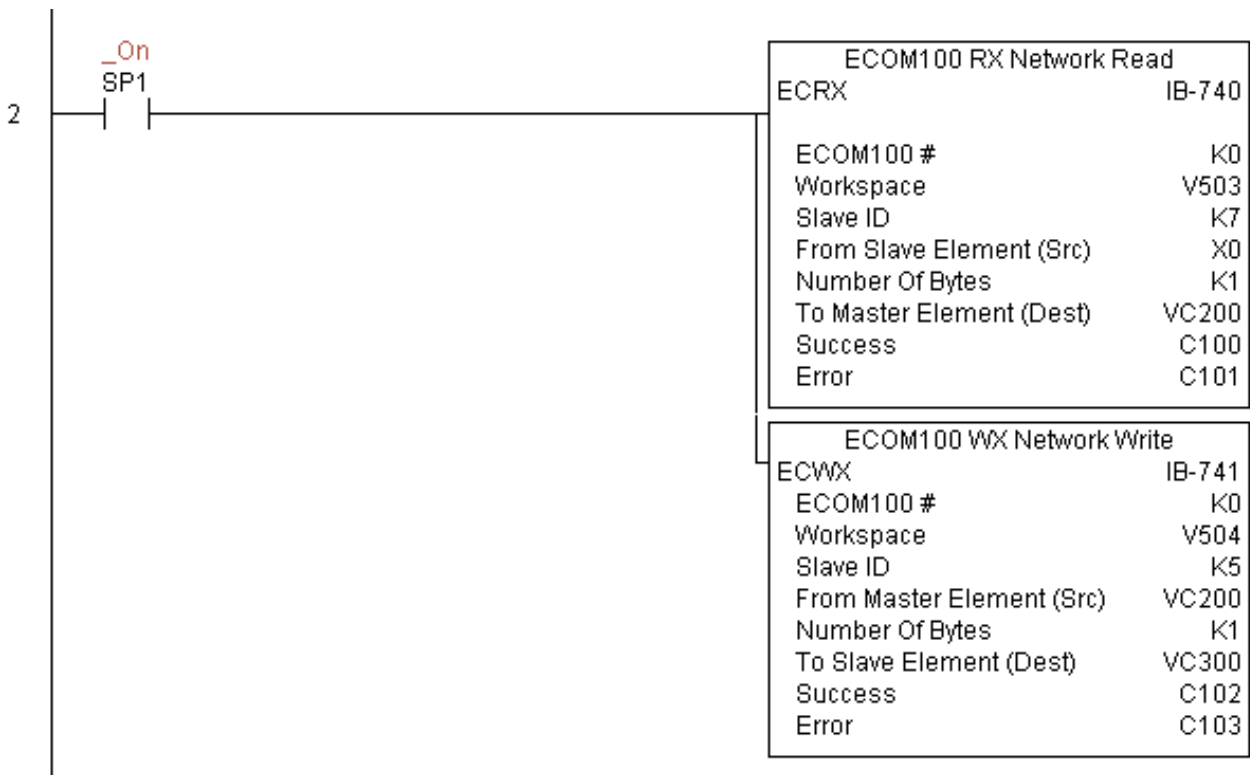 _On
SP1
2
ECOM100 RX Network Read
ECRX IB-740
ECOM100 # K0
Workspace V503
Slave ID K7
From Slave Element (Src) X0
Number Of Bytes K1
To Master Element (Dest) VC200
Success C100
Error C101
ECOM100 WX Network Write
ECWX IB-741
ECOM100 # K0
Workspace V504
Slave ID K5
From Master Element (Src) VC200
Number Of Bytes K1
To Slave Element (Dest) VC300
Success C102
Error C103